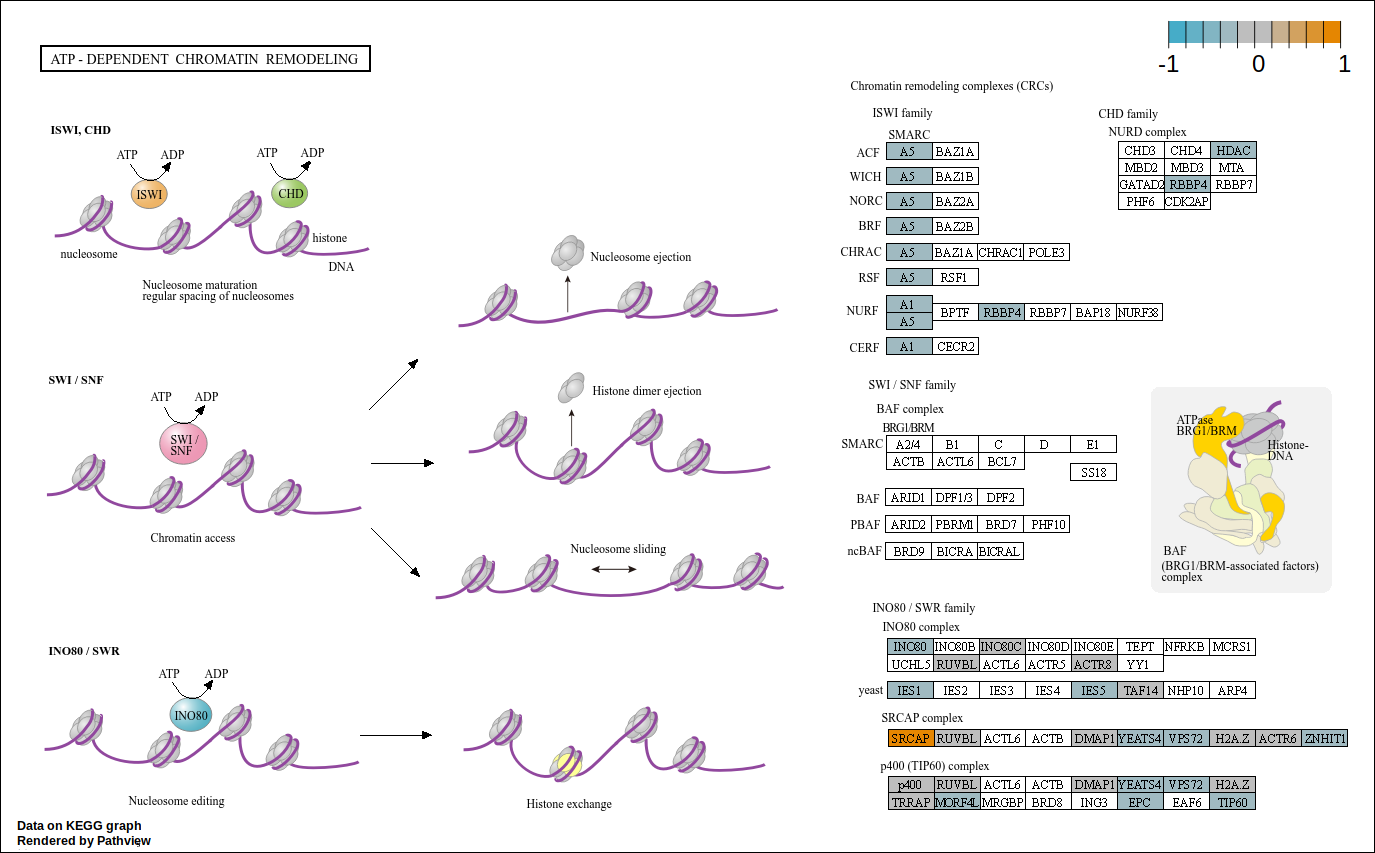 ATP - DEPENDENT CHROMATIN REMODELING
-1 0 1
ISWI, CHD
ATP ADP
ATP ADP
ISWI
CHD
nucleosome
histone
DNA
Nucleosome maturation
regular spacing of nucleosomes
Nucleosome ejection
SWI / SNF
ATP ADP
SWI /
SNF
Chromatin access
Histone dimer ejection
Nucleosome sliding
INO80 / SWR
ATP ADP
INO80
Nucleosome editing
Histone exchange
Chromatin remodeling complexes (CRCs)
ISWI family
SMARC
ACF A5 BAZ1A
WICH A5 BAZ1B
NORC A5 BAZ2A
BRF A5 BAZ2B
CHRAC A5 BAZ1A CHRAC1 POLE3
RSF A5 RSF1
NURF A1 A5 BPTF RBBP4 RBBP7 BAP18 NURF38
CERF A1 CECR2
CHD family
NURD complex
CHD3 CHD4 HDAC
MBD2 MBD3 MTA
GATAD2 RBBP4 RBBP7
PHF6 CDK2AP
SWI / SNF family
BAF complex
BRG1/BRM
SMARC A2/4 B1 C D E1
ACTB ACTL6 BCL7
SS18
BAF ARID1 DPF1/3 DPF2
PBAF ARID2 PBRM1 BRD7 PHF10
ncBAF BRD9 BICRA BICRAL
ATPase
BRG1/BRM
Histone-
DNA
BAF
(BRG1/BRM-associated factors)
complex
INO80 / SWR family
INO80 complex
INO80 INO80B INO80C INO80D INO80E TFPT NFRKB MCRS1
UCHL5 RUVBL ACTL6 ACTR5 ACTR8 YY1
yeast IES1 IES2 IES3 IES4 IES5 TAF14 NHP10 ARP4
SRCAP complex
SRCAP RUVBL ACTL6 ACTB DMAP1 YEATS4 VPS72 H2A.Z ACTR6 ZNHIT1
p400 (TIP60) complex
p400 RUVBL ACTL6 ACTB DMAP1 YEATS4 VPS72 H2A.Z
TRRAP MORF4L MRGBP BRD8 ING3 EPC EAF6 TIP60
Data on KEGG graph
Rendered by Pathview